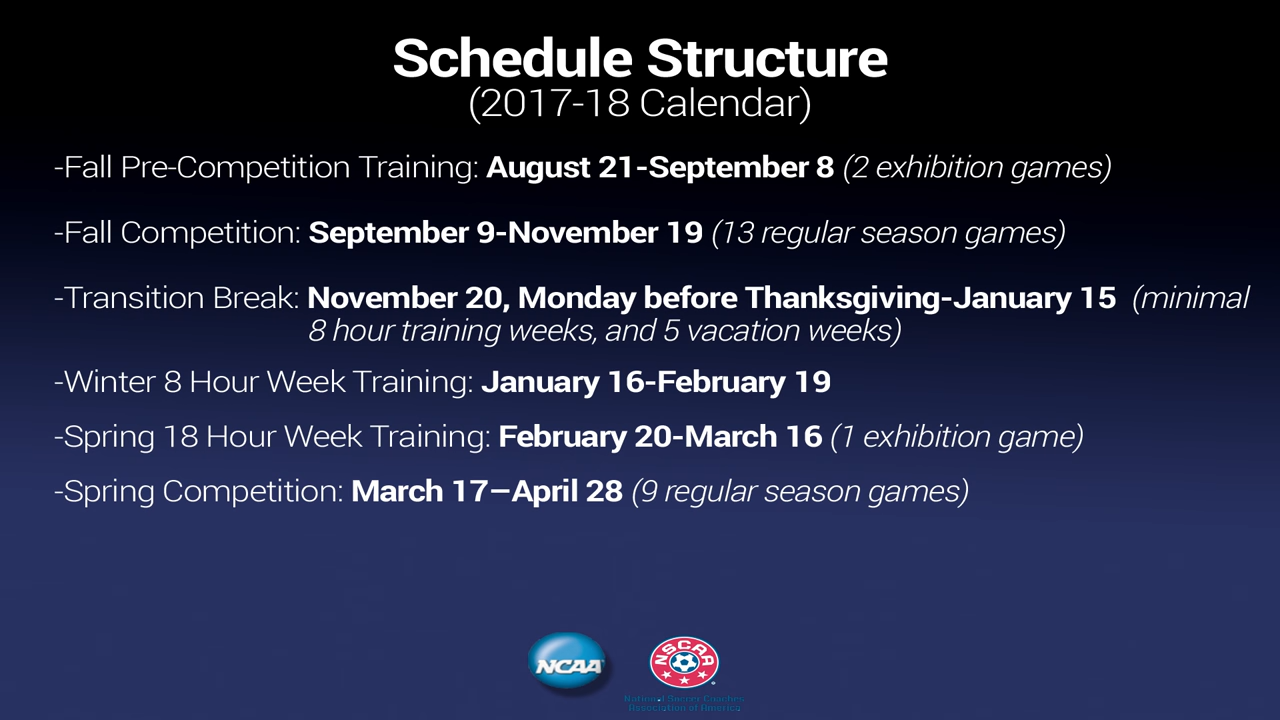 Schedule Structure
(2017-18 Calendar)
-Fall Pre-Competition Training: August 21-September 8 (2 exhibition games)
-Fall Competition: September 9-November 19 (13 regular season games)
-Transition Break: November 20, Monday before Thanksgiving-January 15 (minimal
8 hour training weeks, and 5 vacation weeks)
-Winter 8 Hour Week Training: January 16-February 19
-Spring 18 Hour Week Training: February 20-March 16 (1 exhibition game)
-Spring Competition: March 17–April 28 (9 regular season games)
NCAA
NSCAA
National Soccer Coaches
Association of America